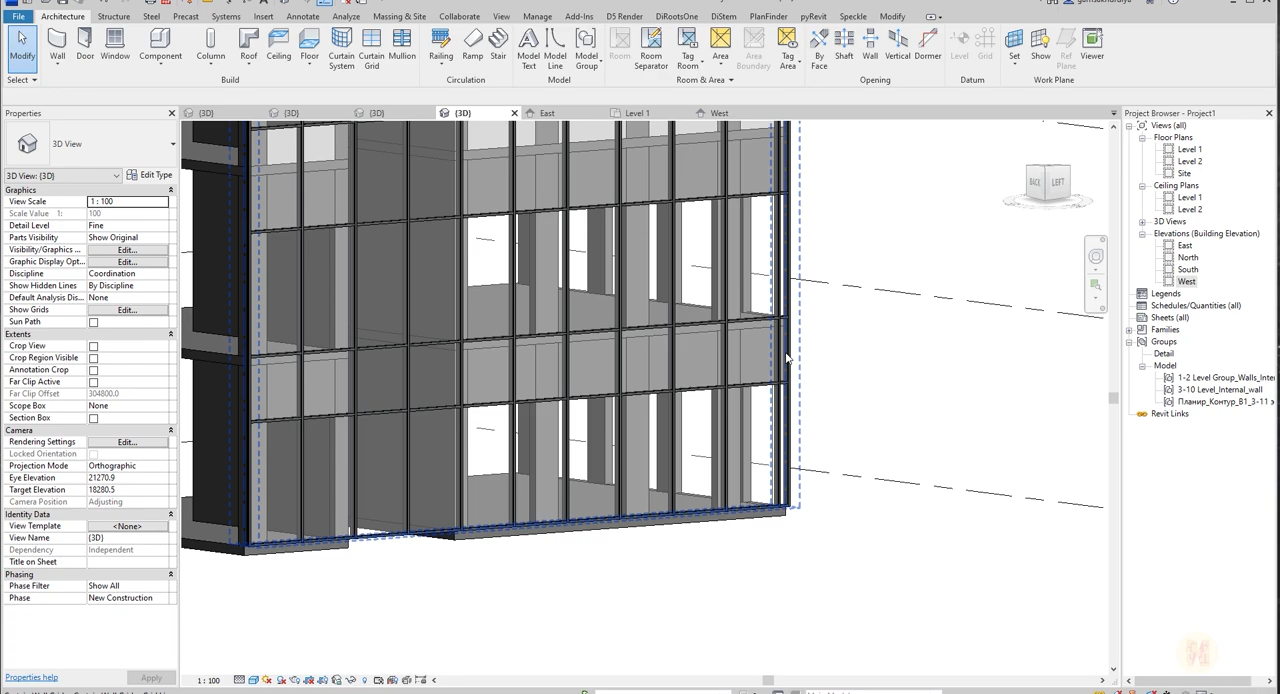 File Architecture Structure Steel Precast Systems Insert Annotate Analyze Massing & Site Collaborate View Manage Add-Ins D5 Render DiRootsOne DiStem PlanFinder pyRevit Speckle Modify
Modify Wall Door Window Component Column Roof Ceiling Floor Curtain System Curtain Grid Mullion Railing Ramp Stair Model Text Model Line Model Group Room Room Separator Tag Room Area Area Boundary Tag Area By Face Shaft Wall Vertical Dormer Level Grid Set Show Ref Plane Viewer
Select Build Circulation Model Room & Area Opening Datum Work Plane
Properties
{3D} {3D} {3D} {3D} East Level 1 West
Project Browser - Project1
3D View
3D View: {3D} Edit Type
Graphics
View Scale 1 : 100
Scale Value 1: 100
Detail Level Fine
Parts Visibility Show Original
Visibility/Graphics ... Edit...
Graphic Display Opt... Edit...
Discipline Coordination
Show Hidden Lines By Discipline
Default Analysis Dis... None
Show Grids Edit...
Sun Path
Extents
Crop View
Crop Region Visible
Annotation Crop
Far Clip Active
Far Clip Offset 304800.0
Scope Box None
Section Box
Camera
Rendering Settings Edit...
Locked Orientation
Projection Mode Orthographic
Eye Elevation 21270.9
Target Elevation 18280.5
Camera Position Adjusting
Identity Data
View Template <None>
View Name {3D}
Dependency Independent
Title on Sheet
Phasing
Phase Filter Show All
Phase New Construction
Properties help Apply
BACK LEFT
Views (all)
Floor Plans
Level 1
Level 2
Site
Ceiling Plans
Level 1
Level 2
3D Views
Elevations (Building Elevation)
East
North
South
West
Legends
Schedules/Quantities (all)
Sheets (all)
Families
Groups
Detail
Model
1-2 Level Group_Walls_Inte
3-10 Level_Internal_wall
Планир_Контур_В1_3-11 э
Revit Links
1 : 100